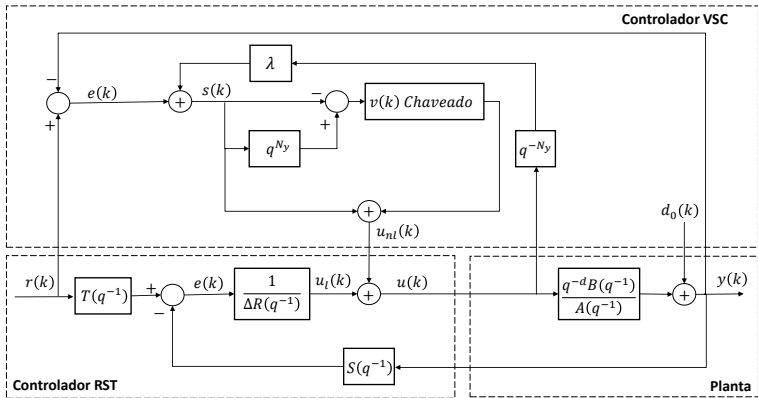 Controlador VSC
−
λ
e(k)
s(k)
−
+
+
+
v(k) Chaveado
q^{N_y}
q^{-N_y}
+
d_0(k)
u_{nl}(k)
r(k)
T(q^{-1})
+
−
e(k)
1
ΔR(q^{-1})
u_l(k)
+
u(k)
q^{-d}B(q^{-1})
A(q^{-1})
+
y(k)
S(q^{-1})
Controlador RST
Planta